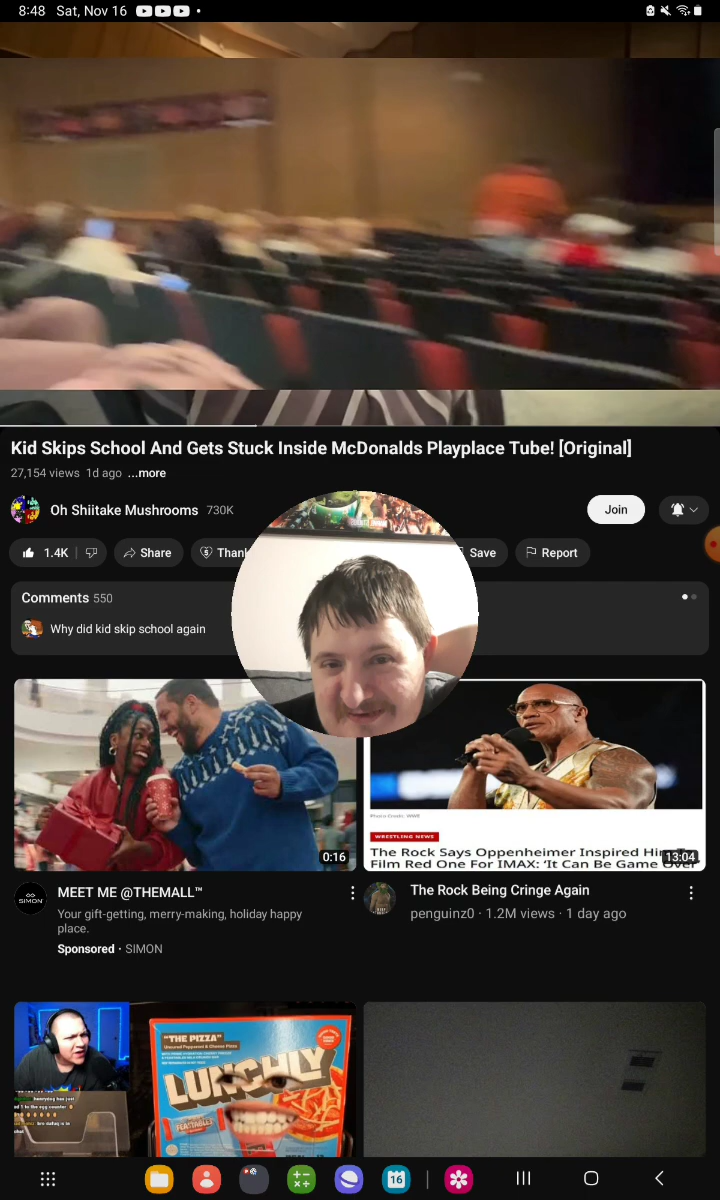 8:48 Sat, Nov 16
Kid Skips School And Gets Stuck Inside McDonalds Playplace Tube! [Original]
27,154 views 1d ago ...more
Oh Shiitake Mushrooms 730K
Join
1.4K
Share
Than
Save
Report
Comments 550
Why did kid skip school again
0:16
WRESTLING NEWS
The Rock Says Oppenheimer Inspired
Film Red One For IMAX: 'It Can Be Game Over'
13:04
SIMON
MEET ME @THEMALL™
Your gift-getting, merry-making, holiday happy
place.
Sponsored · SIMON
The Rock Being Cringe Again
penguinz0 · 1.2M views · 1 day ago
"THE PIZZA"
LUNCHLY
FEASTABLES
16